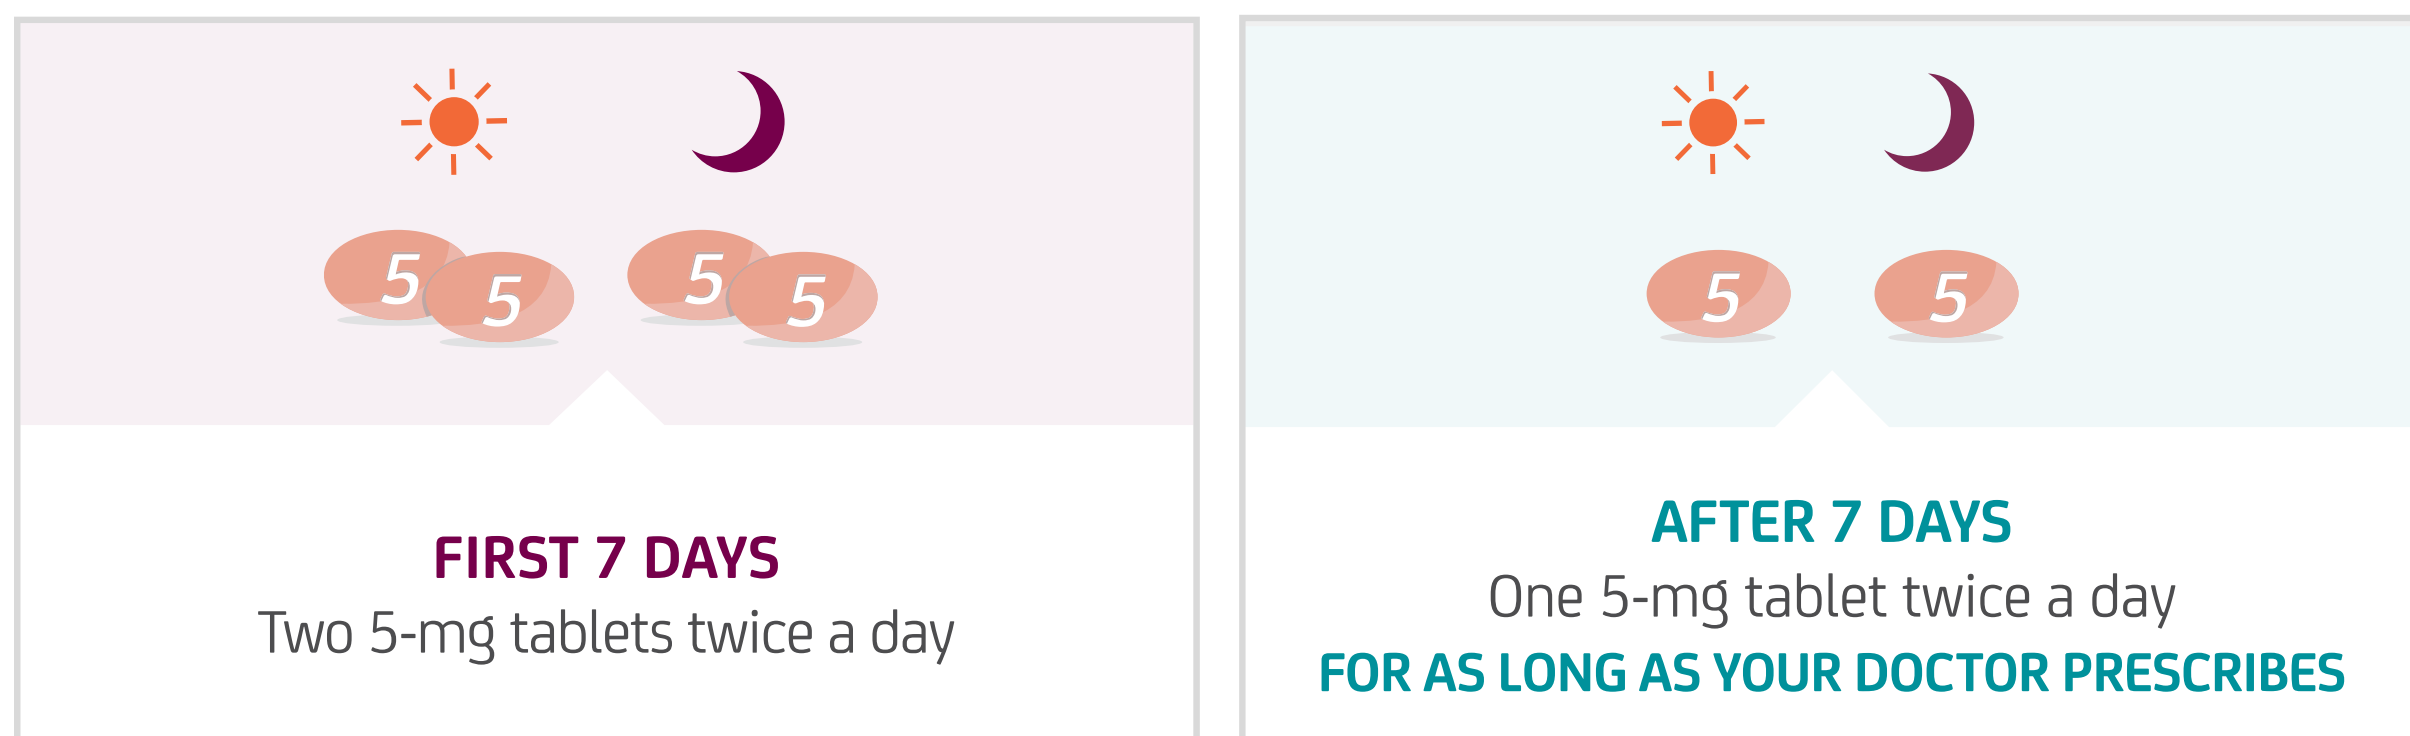 5 5 5 5
FIRST 7 DAYS
Two 5-mg tablets twice a day
5 5
AFTER 7 DAYS
One 5-mg tablet twice a day
FOR AS LONG AS YOUR DOCTOR PRESCRIBES